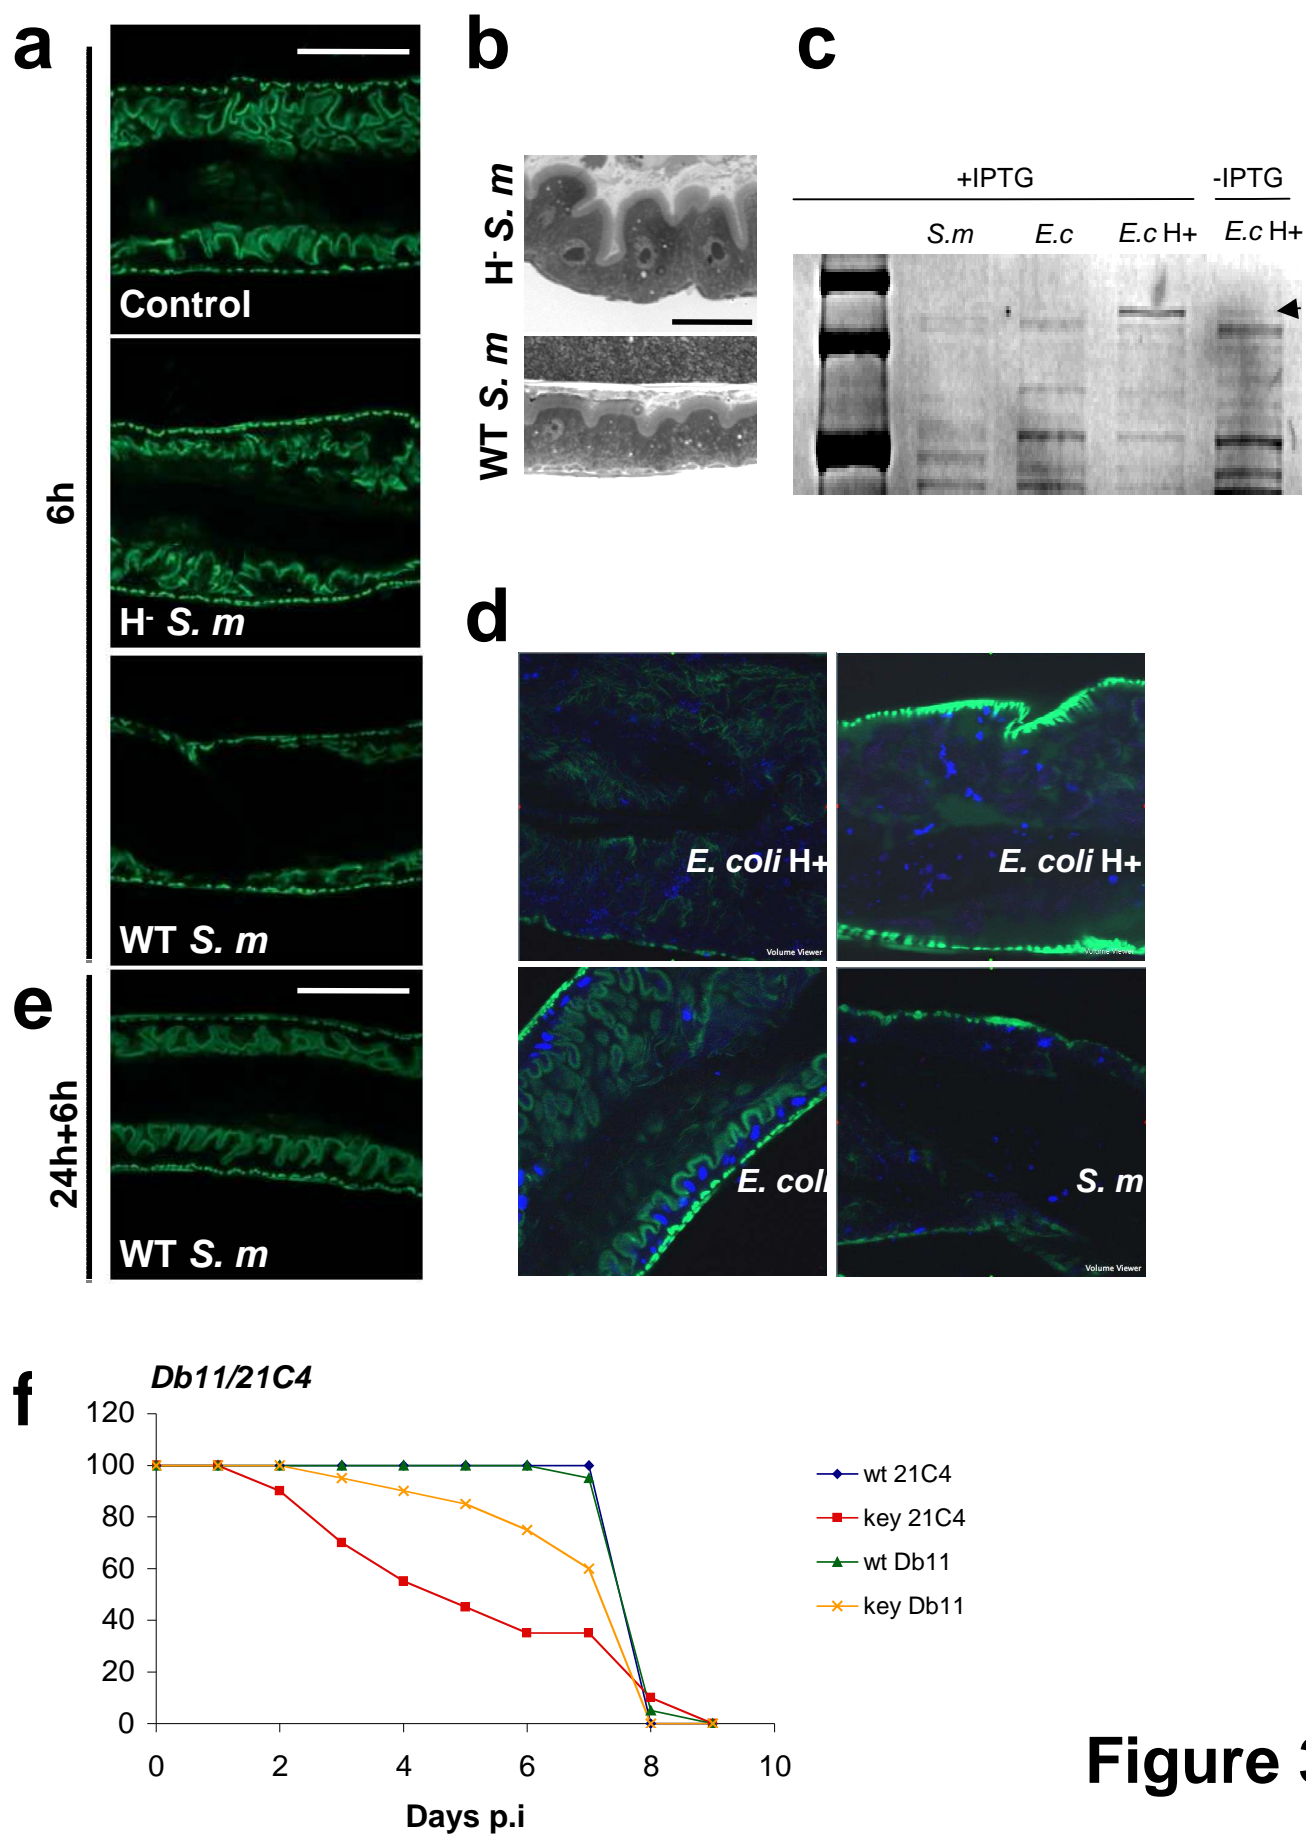 a
b
c
Control
6h
H- S. m
WT S. m
H- S. m
WT S. m
+IPTG
-IPTG
S.m
E.c
E.c H+
E.c H+
d
E. coli H+
Volume Viewer
E. coli H+
Volume Viewer
E. coli
S. m
Volume Viewer
e
24h+6h
WT S. m
f
Db11/21C4
120
100
80
60
40
20
0
0 2 4 6 8 10
Days p.i
wt 21C4
key 21C4
wt Db11
key Db11
Figure 3